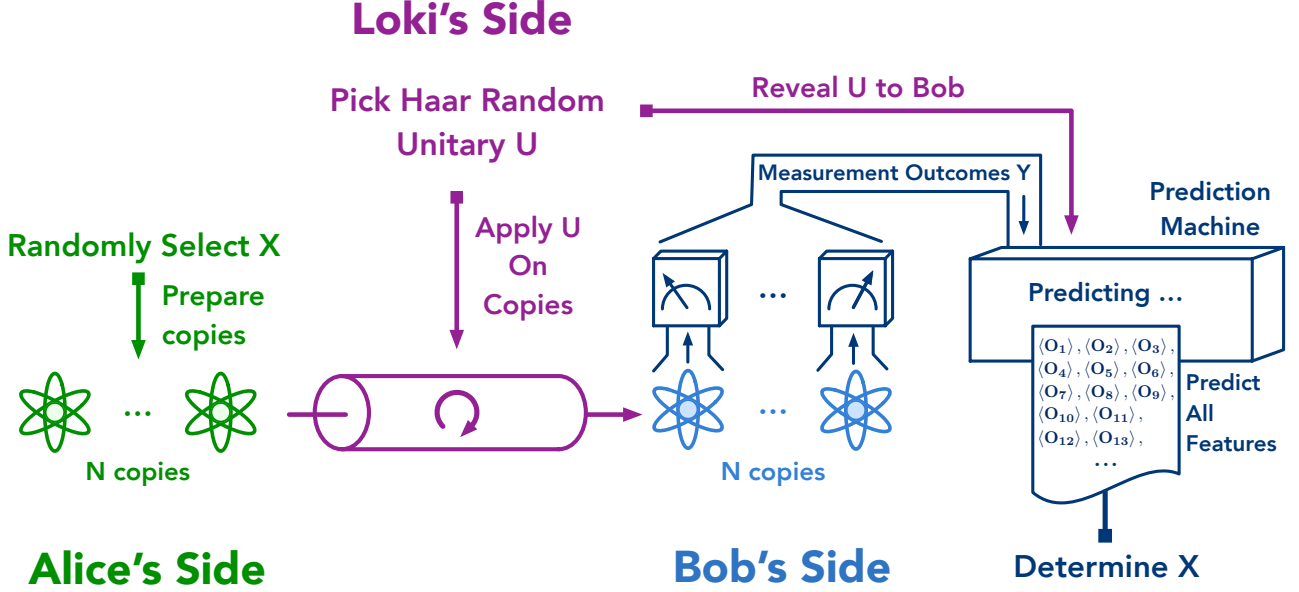 Loki's Side
Pick Haar Random
Unitary U
Reveal U to Bob
Apply U
On
Copies
Randomly Select X
Prepare
copies
...
N copies
Alice's Side
Measurement Outcomes Y
...
...
N copies
Bob's Side
Prediction
Machine
Predicting ...
⟨O₁⟩, ⟨O₂⟩, ⟨O₃⟩,
⟨O₄⟩, ⟨O₅⟩, ⟨O₆⟩,
⟨O₇⟩, ⟨O₈⟩, ⟨O₉⟩,
⟨O₁₀⟩, ⟨O₁₁⟩,
⟨O₁₂⟩, ⟨O₁₃⟩,
...
Predict
All
Features
Determine X